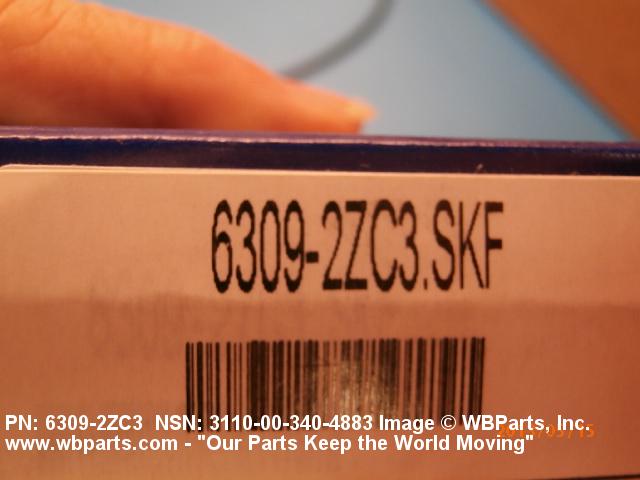 6309-2ZC3.SKF
PN: 6309-2ZC3 NSN: 3110-00-340-4883 Image © WBParts, Inc.
www.wbparts.com - "Our Parts Keep the World Moving"